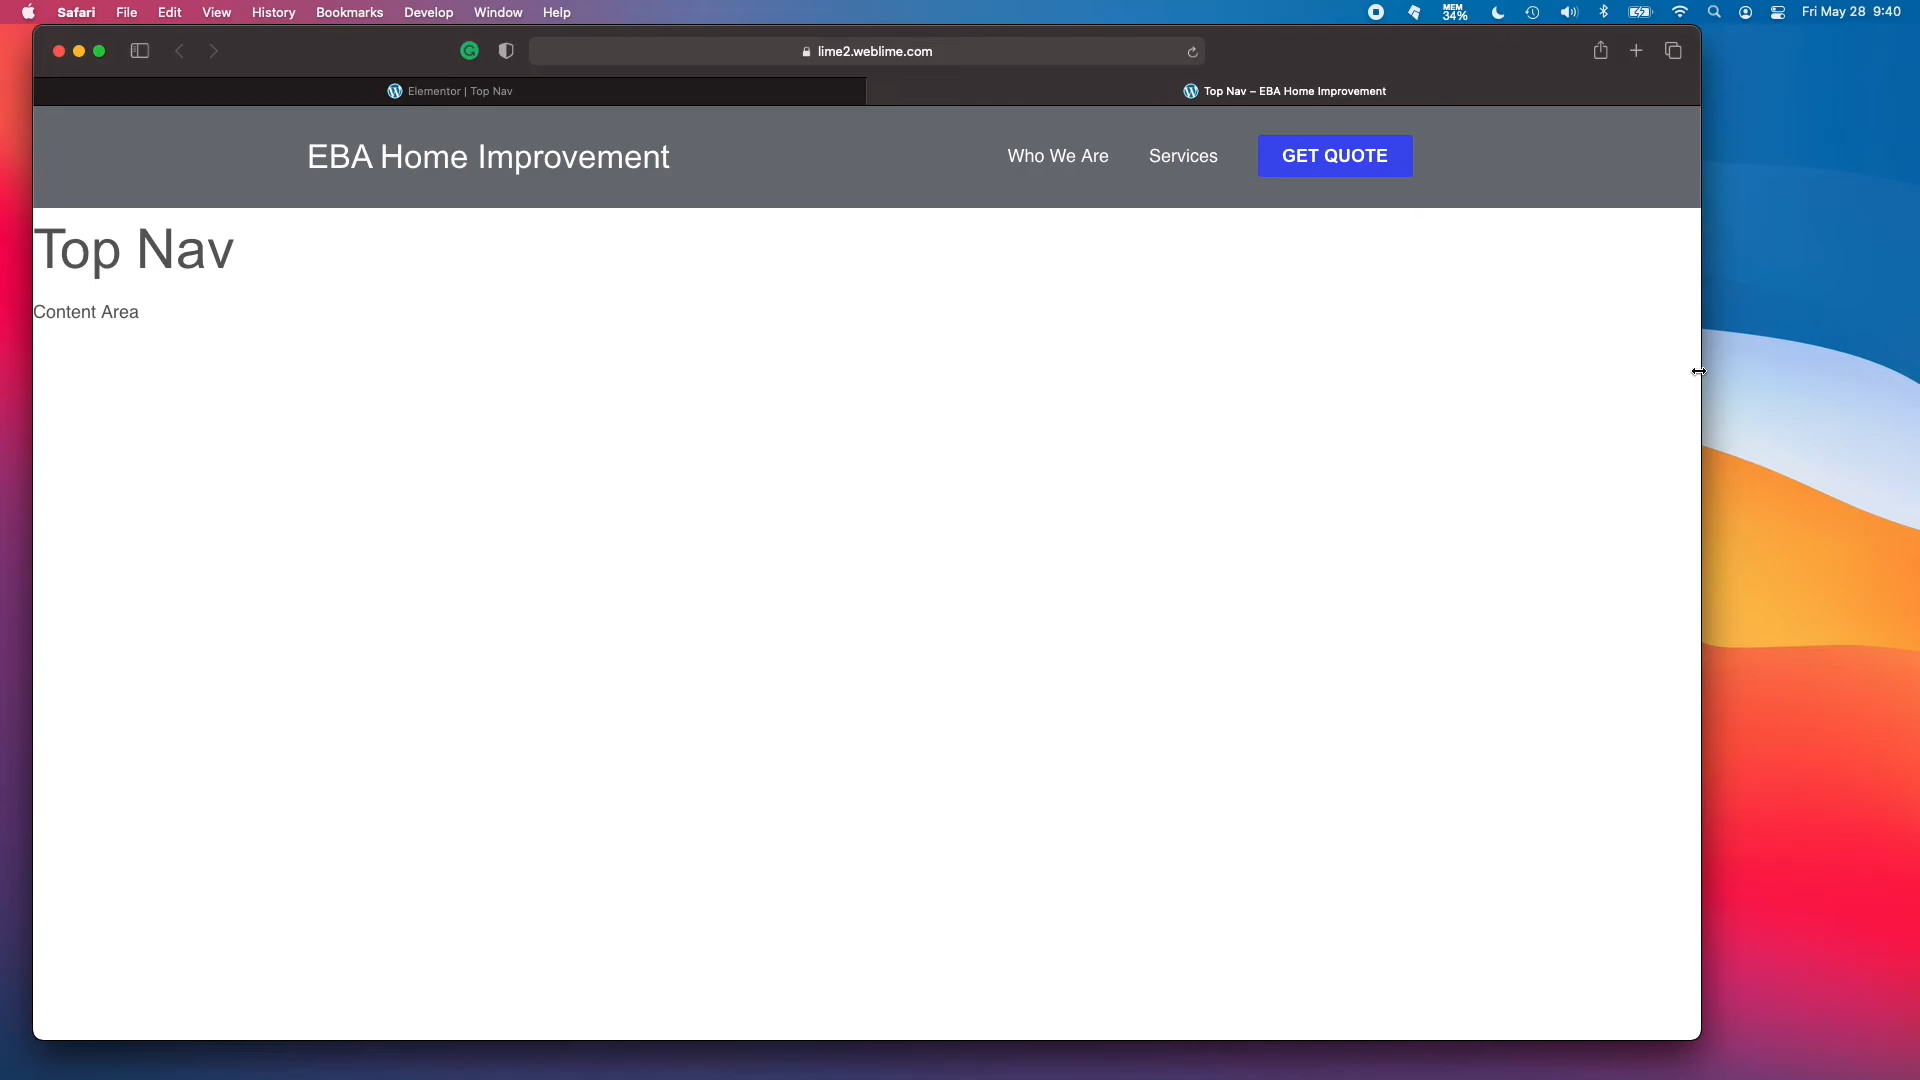 Safari File Edit View History Bookmarks Develop Window Help MEM 34% Fri May 28 9:40
lime2.weblime.com
Elementor | Top Nav Top Nav – EBA Home Improvement
EBA Home Improvement Who We Are Services GET QUOTE
Top Nav
Content Area